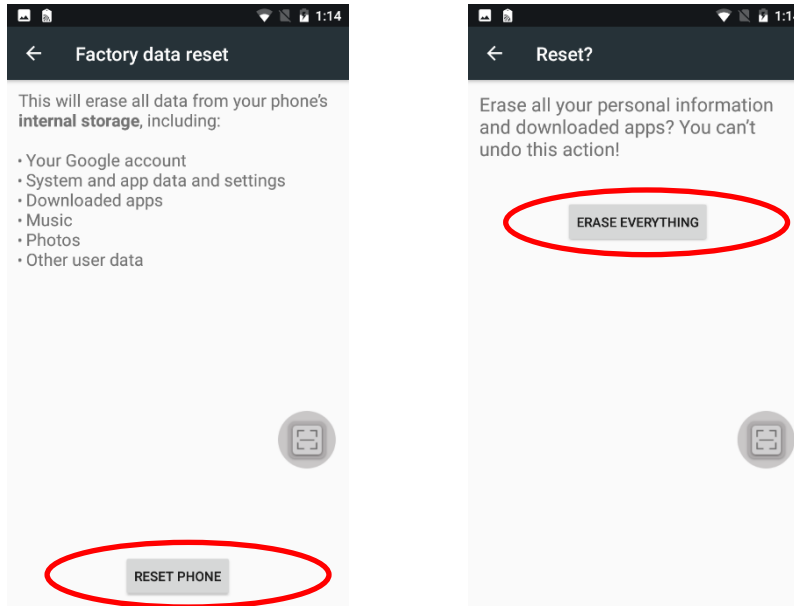 1:14
Factory data reset
This will erase all data from your phone's
internal storage, including:
• Your Google account
• System and app data and settings
• Downloaded apps
• Music
• Photos
• Other user data
RESET PHONE
1:14
Reset?
Erase all your personal information
and downloaded apps? You can't
undo this action!
ERASE EVERYTHING